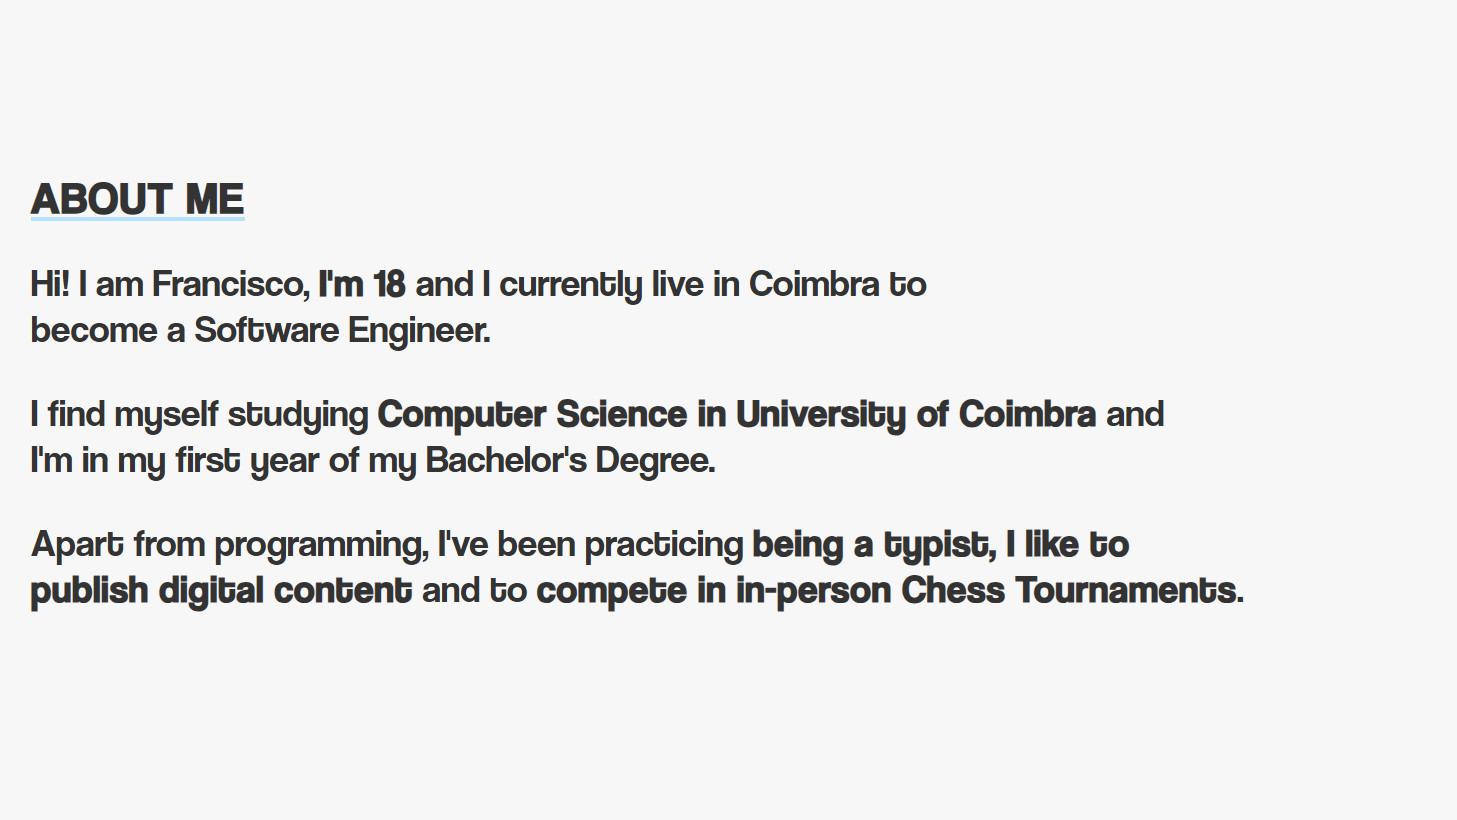 ABOUT ME
Hi! I am Francisco, I'm 18 and I currently live in Coimbra to
become a Software Engineer.
I find myself studying Computer Science in University of Coimbra and
I'm in my first year of my Bachelor's Degree.
Apart from programming, I've been practicing being a typist, I like to
publish digital content and to compete in in-person Chess Tournaments.